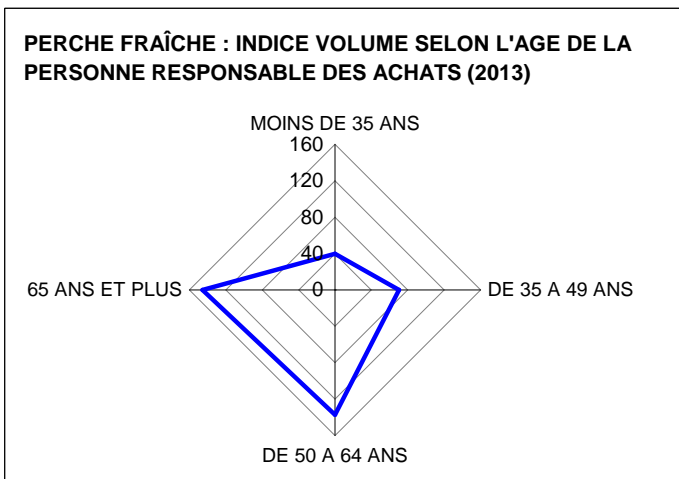 PERCHE FRAÎCHE : INDICE VOLUME SELON L'AGE DE LA
PERSONNE RESPONSABLE DES ACHATS (2013)
MOINS DE 35 ANS
160
120
80
40
0
65 ANS ET PLUS
DE 35 A 49 ANS
DE 50 A 64 ANS